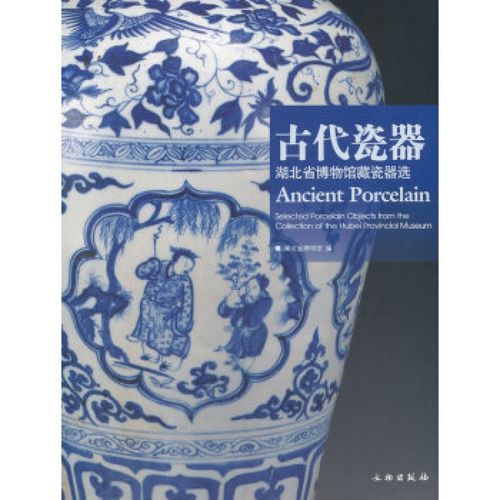 古代瓷器
湖北省博物馆藏瓷器选
Ancient Porcelain
Selected Porcelain Objects from the
Collection of the Hubei Provincial Museum
湖北省博物馆 编
文物出版社